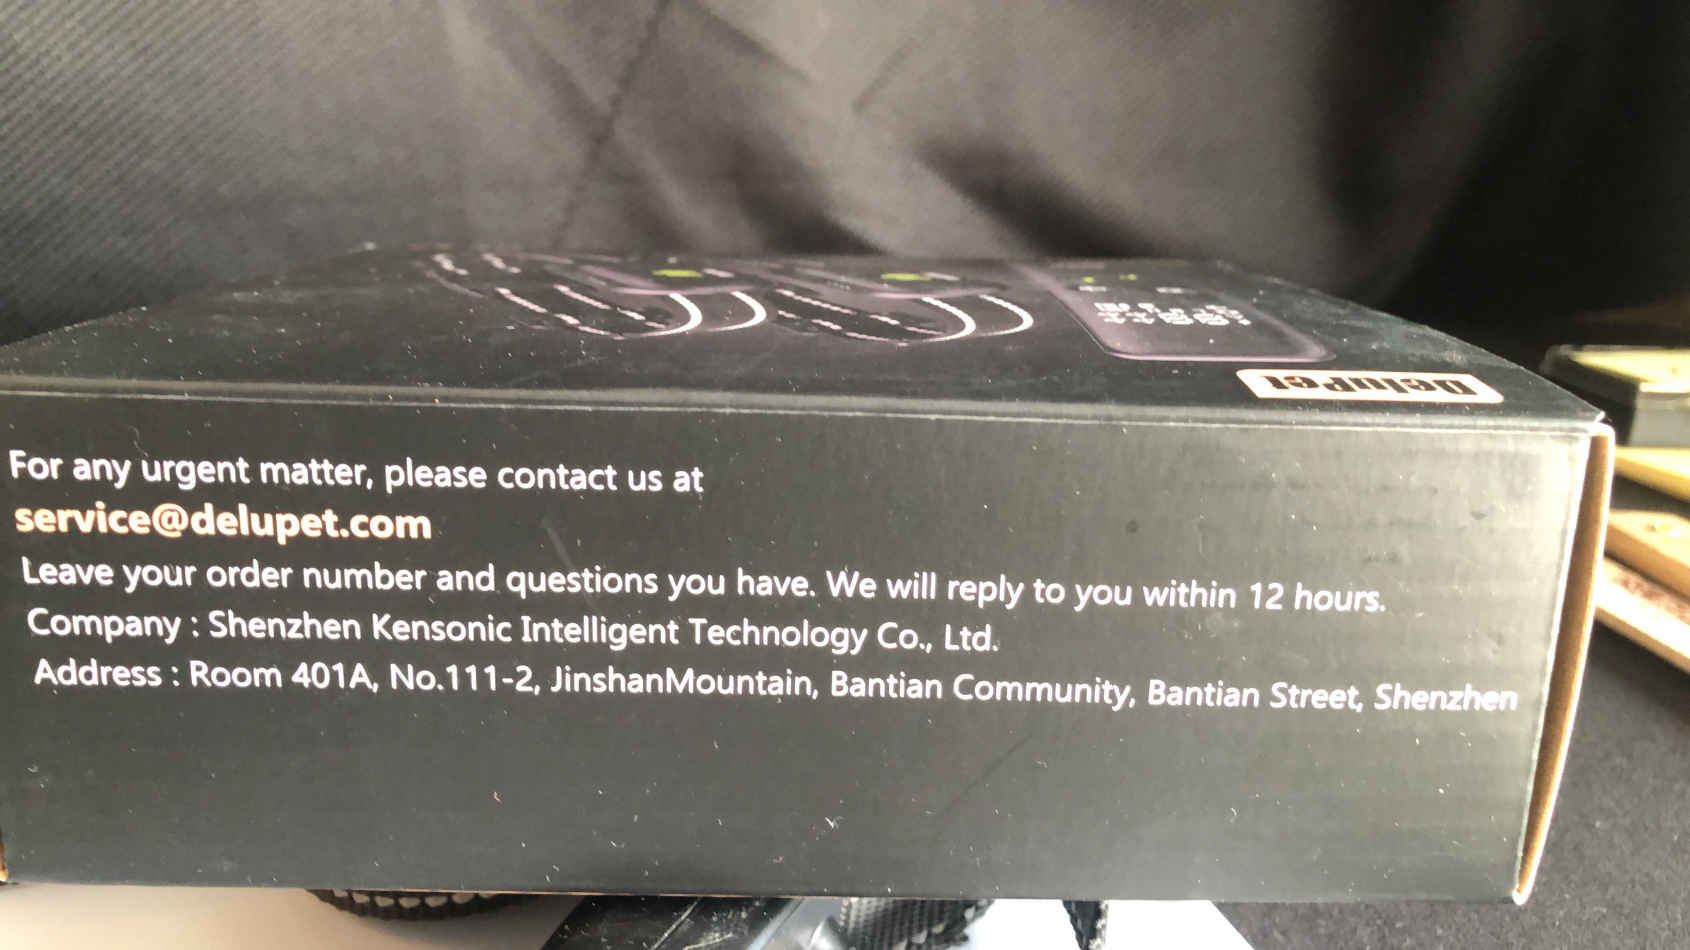 DeluPet
For any urgent matter, please contact us at
service@delupet.com
Leave your order number and questions you have. We will reply to you within 12 hours.
Company : Shenzhen Kensonic Intelligent Technology Co., Ltd.
Address : Room 401A, No.111-2, JinshanMountain, Bantian Community, Bantian Street, Shenzhen